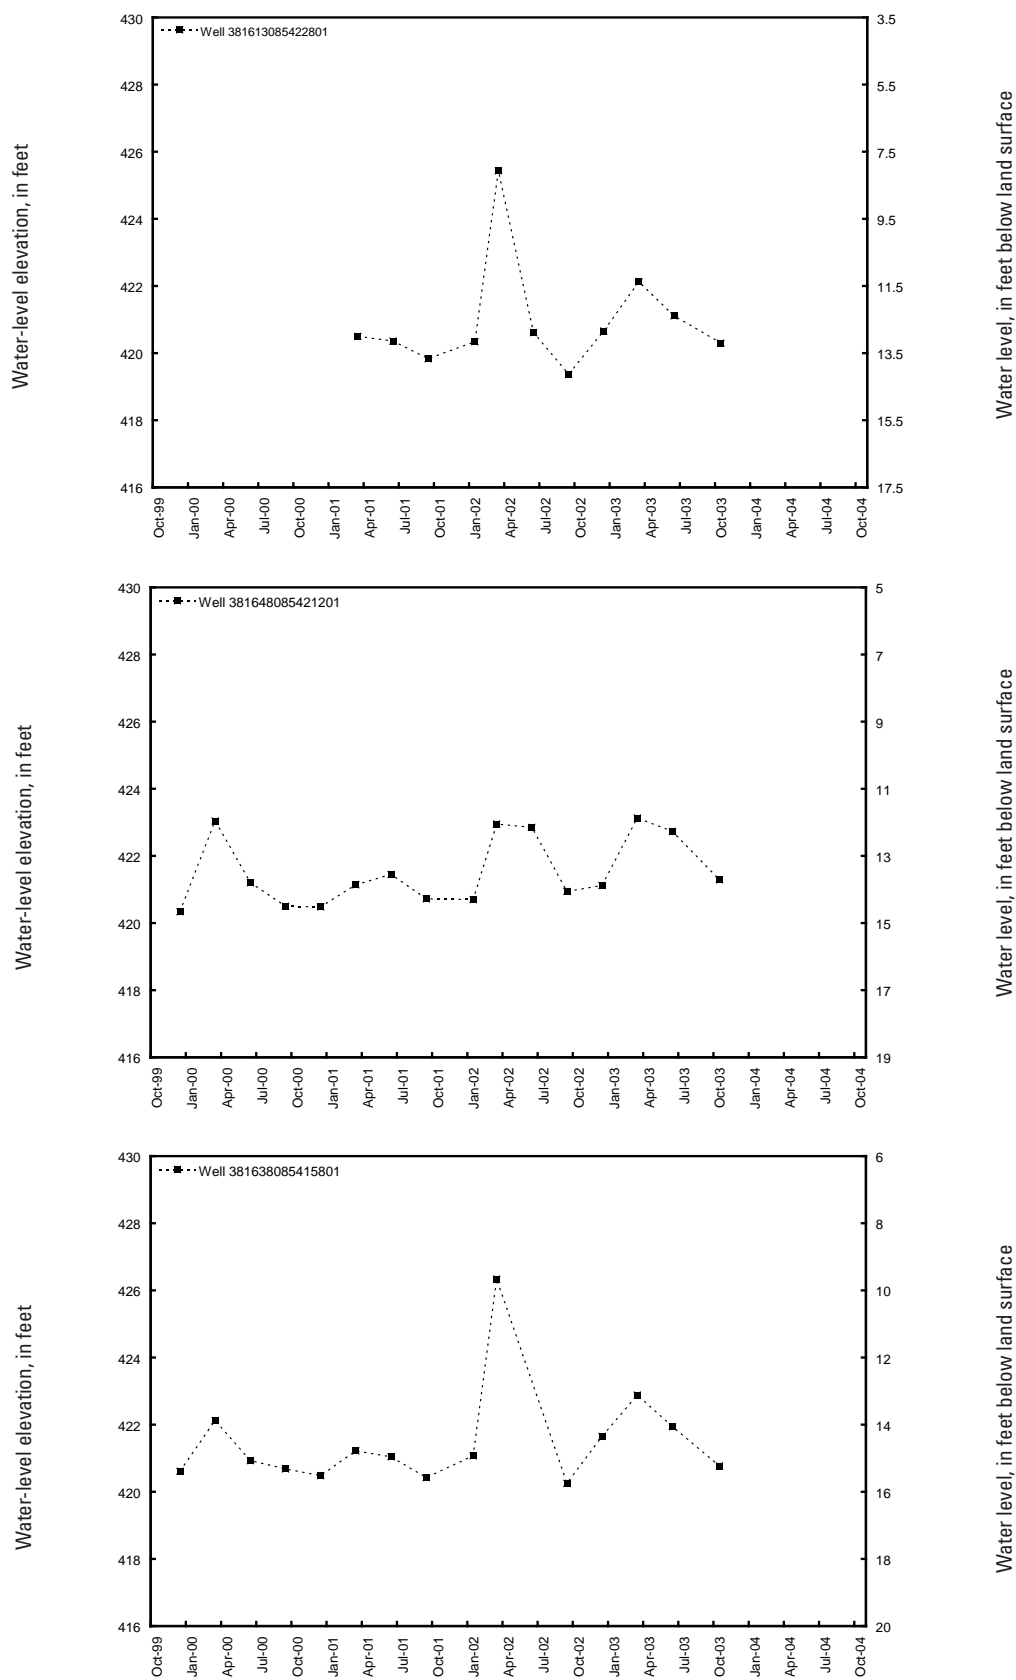 Well 381613085422801
Water-level elevation, in feet
430
428
426
424
422
420
418
416
3.5
5.5
7.5
9.5
11.5
13.5
15.5
17.5
Water level, in feet below land surface
Oct-99
Jan-00
Apr-00
Jul-00
Oct-00
Jan-01
Apr-01
Jul-01
Oct-01
Jan-02
Apr-02
Jul-02
Oct-02
Jan-03
Apr-03
Jul-03
Oct-03
Jan-04
Apr-04
Jul-04
Oct-04
Well 381648085421201
Water-level elevation, in feet
430
428
426
424
422
420
418
416
5
7
9
11
13
15
17
19
Water level, in feet below land surface
Oct-99
Jan-00
Apr-00
Jul-00
Oct-00
Jan-01
Apr-01
Jul-01
Oct-01
Jan-02
Apr-02
Jul-02
Oct-02
Jan-03
Apr-03
Jul-03
Oct-03
Jan-04
Apr-04
Jul-04
Oct-04
Well 381638085415801
Water-level elevation, in feet
430
428
426
424
422
420
418
416
6
8
10
12
14
16
18
20
Water level, in feet below land surface
Oct-99
Jan-00
Apr-00
Jul-00
Oct-00
Jan-01
Apr-01
Jul-01
Oct-01
Jan-02
Apr-02
Jul-02
Oct-02
Jan-03
Apr-03
Jul-03
Oct-03
Jan-04
Apr-04
Jul-04
Oct-04